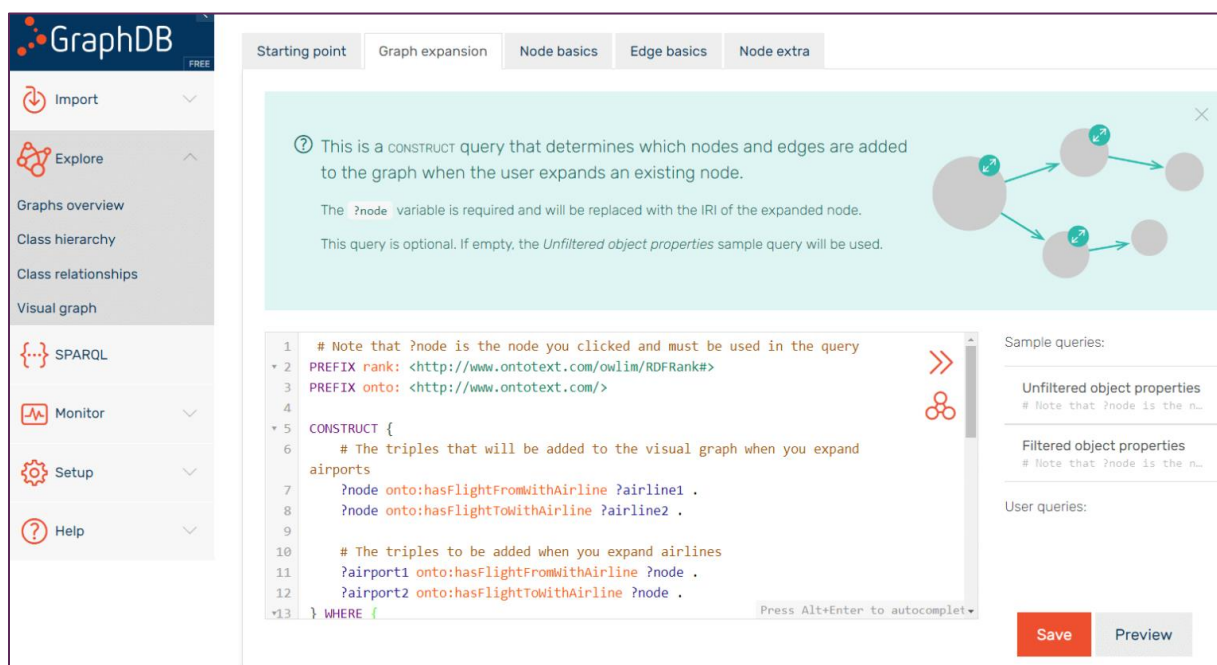 GraphDB
FREE
Import
Explore
Graphs overview
Class hierarchy
Class relationships
Visual graph
SPARQL
Monitor
Setup
Help
Starting point
Graph expansion
Node basics
Edge basics
Node extra
This is a CONSTRUCT query that determines which nodes and edges are added
to the graph when the user expands an existing node.
The ?node variable is required and will be replaced with the IRI of the expanded node.
This query is optional. If empty, the Unfiltered object properties sample query will be used.
1 # Note that ?node is the node you clicked and must be used in the query
2 PREFIX rank: <http://www.ontotext.com/owlim/RDFRank#>
3 PREFIX onto: <http://www.ontotext.com/>
4
5 CONSTRUCT {
6 # The triples that will be added to the visual graph when you expand
airports
7 ?node onto:hasFlightFromWithAirline ?airline1 .
8 ?node onto:hasFlightToWithAirline ?airline2 .
9
10 # The triples to be added when you expand airlines
11 ?airport1 onto:hasFlightFromWithAirline ?node .
12 ?airport2 onto:hasFlightToWithAirline ?node .
13 } WHERE {
Press Alt+Enter to autocomplet
Sample queries:
Unfiltered object properties
# Note that ?node is the n…
Filtered object properties
# Note that ?node is the n…
User queries:
Save
Preview